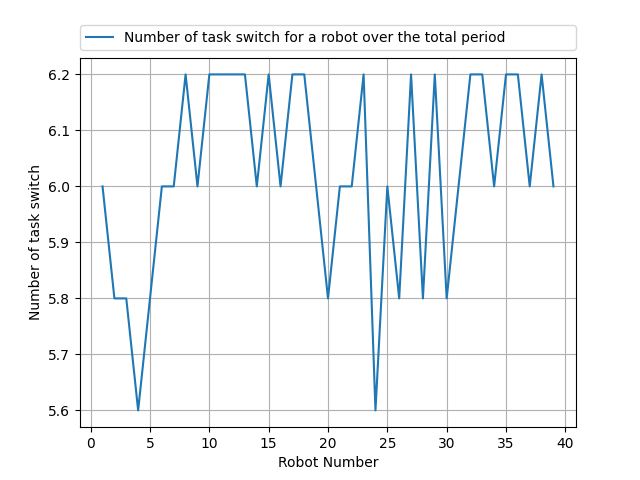 Number of task switch for a robot over the total period
6.2
6.1
6.0
5.9
5.8
5.7
5.6
Number of task switch
0 5 10 15 20 25 30 35 40
Robot Number